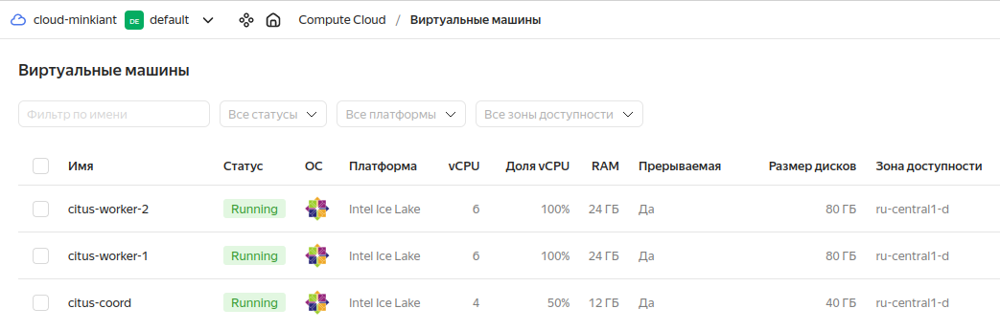 cloud-minkiant DE default Compute Cloud / Виртуальные машины
Виртуальные машины
Фильтр по имени Все статусы Все платформы Все зоны доступности
Имя Статус ОС Платформа vCPU Доля vCPU RAM Прерываемая Размер дисков Зона доступности
citus-worker-2 Running Intel Ice Lake 6 100% 24 ГБ Да 80 ГБ ru-central1-d
citus-worker-1 Running Intel Ice Lake 6 100% 24 ГБ Да 80 ГБ ru-central1-d
citus-coord Running Intel Ice Lake 4 50% 12 ГБ Да 40 ГБ ru-central1-d